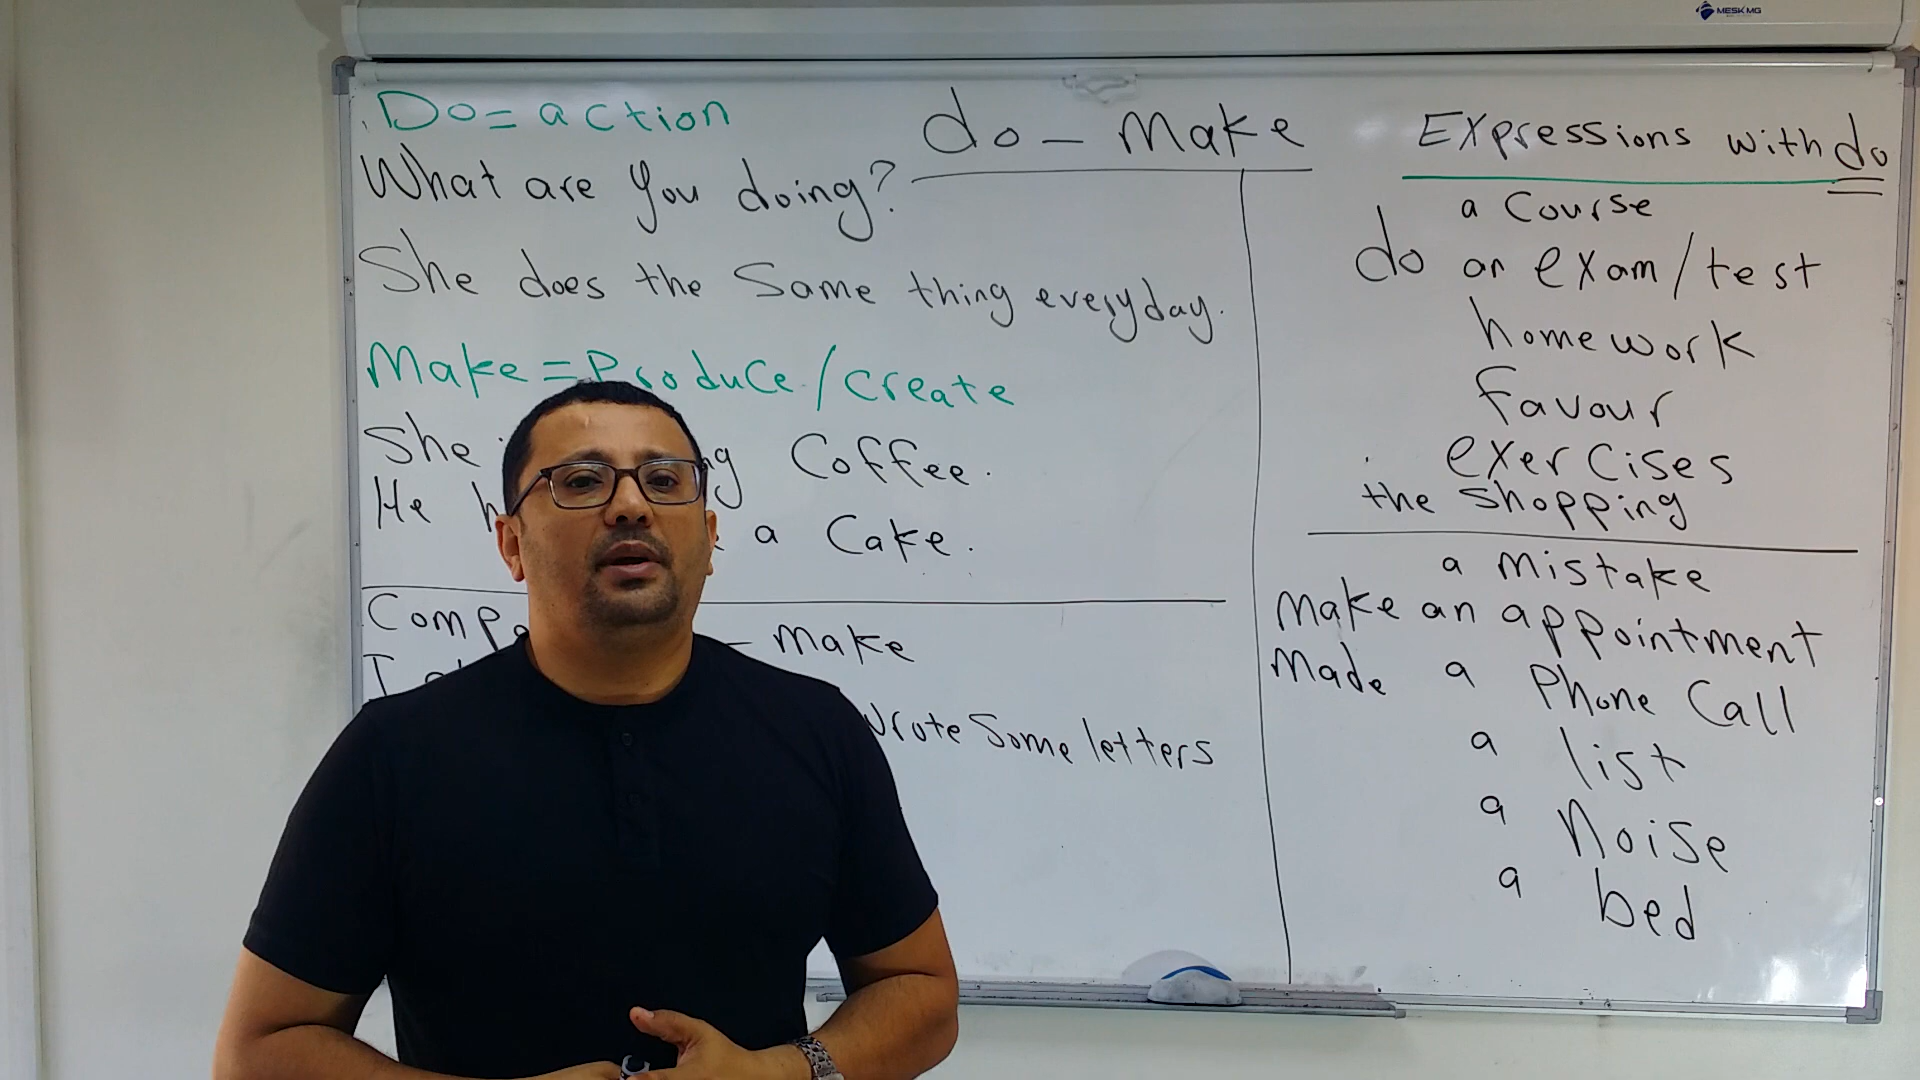 MESK MG
do - Make
Do = action
What are you doing?
She does the Same thing everyday.
Make = Produce / Create
She Coffee.
He a Cake.
- Make
Wrote Some letters
Expressions with do
a Course
do an exam / test
homework
Favour
exercises
the shopping
a mistake
Make an appointment
Made a Phone Call
a list
a Noise
a bed